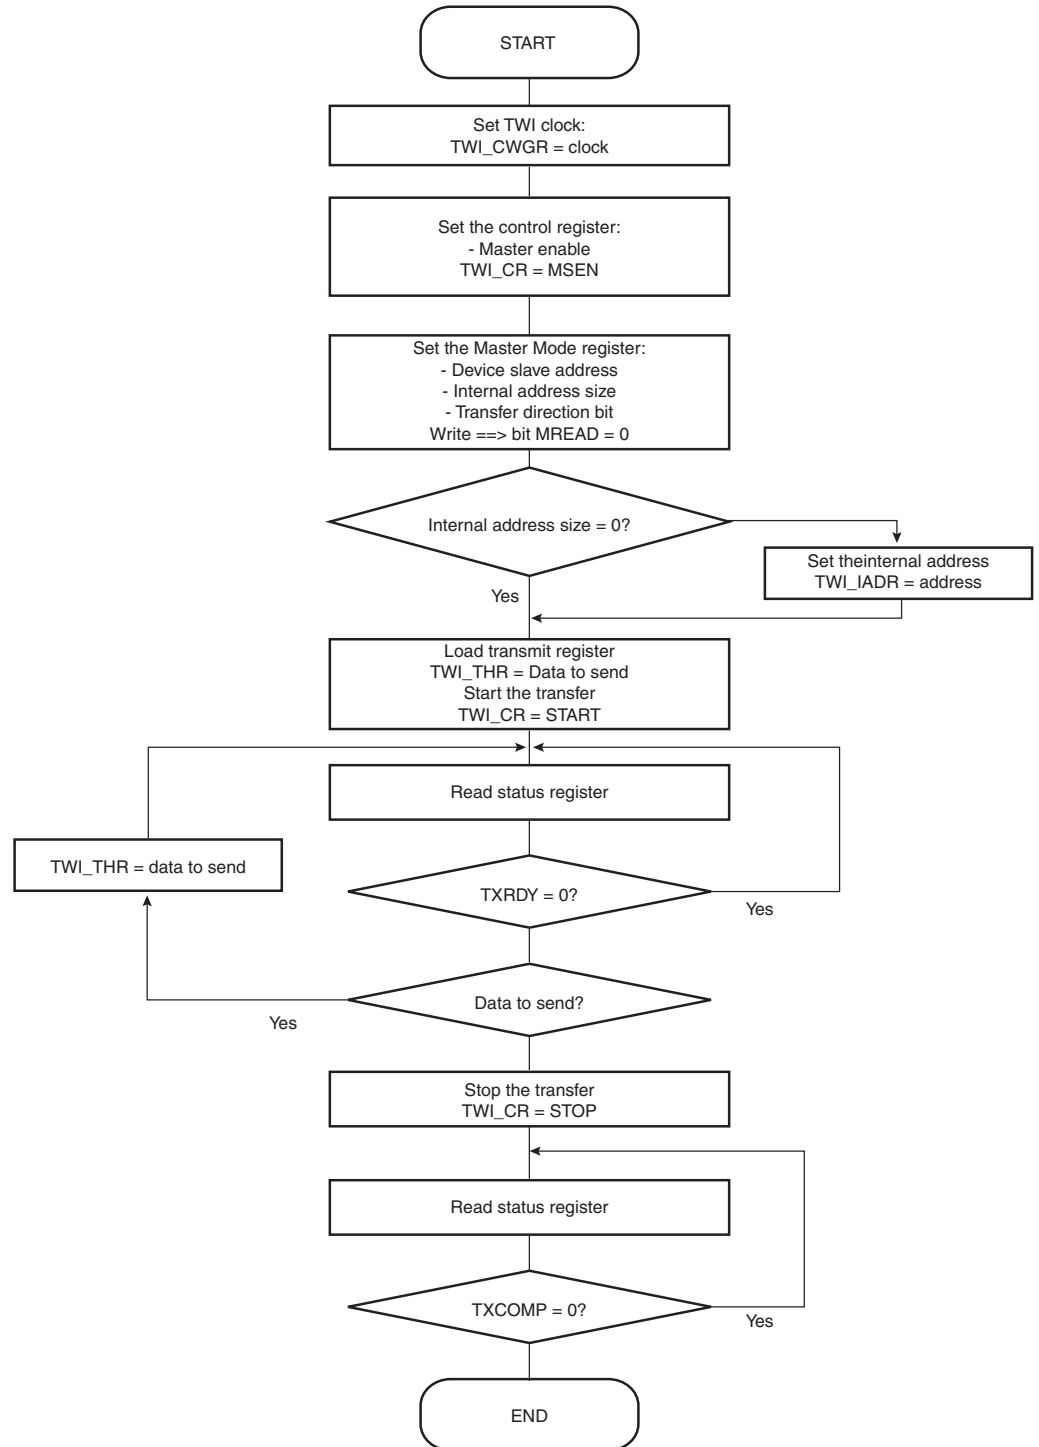 START
Set TWI clock:
TWI_CWGR = clock
Set the control register:
- Master enable
TWI_CR = MSEN
Set the Master Mode register:
- Device slave address
- Internal address size
- Transfer direction bit
Write ==> bit MREAD = 0
Internal address size = 0?
Set theinternal address
TWI_IADR = address
Yes
Load transmit register
TWI_THR = Data to send
Start the transfer
TWI_CR = START
Read status register
TWI_THR = data to send
TXRDY = 0?
Yes
Data to send?
Yes
Stop the transfer
TWI_CR = STOP
Read status register
TXCOMP = 0?
Yes
END